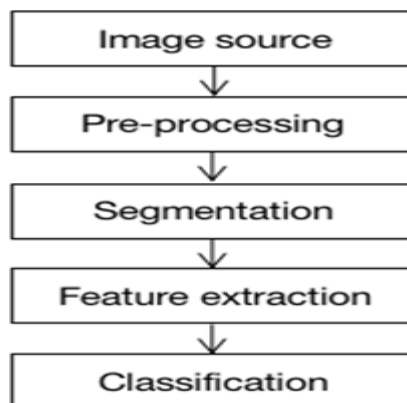 Image source
Pre-processing
Segmentation
Feature extraction
Classification